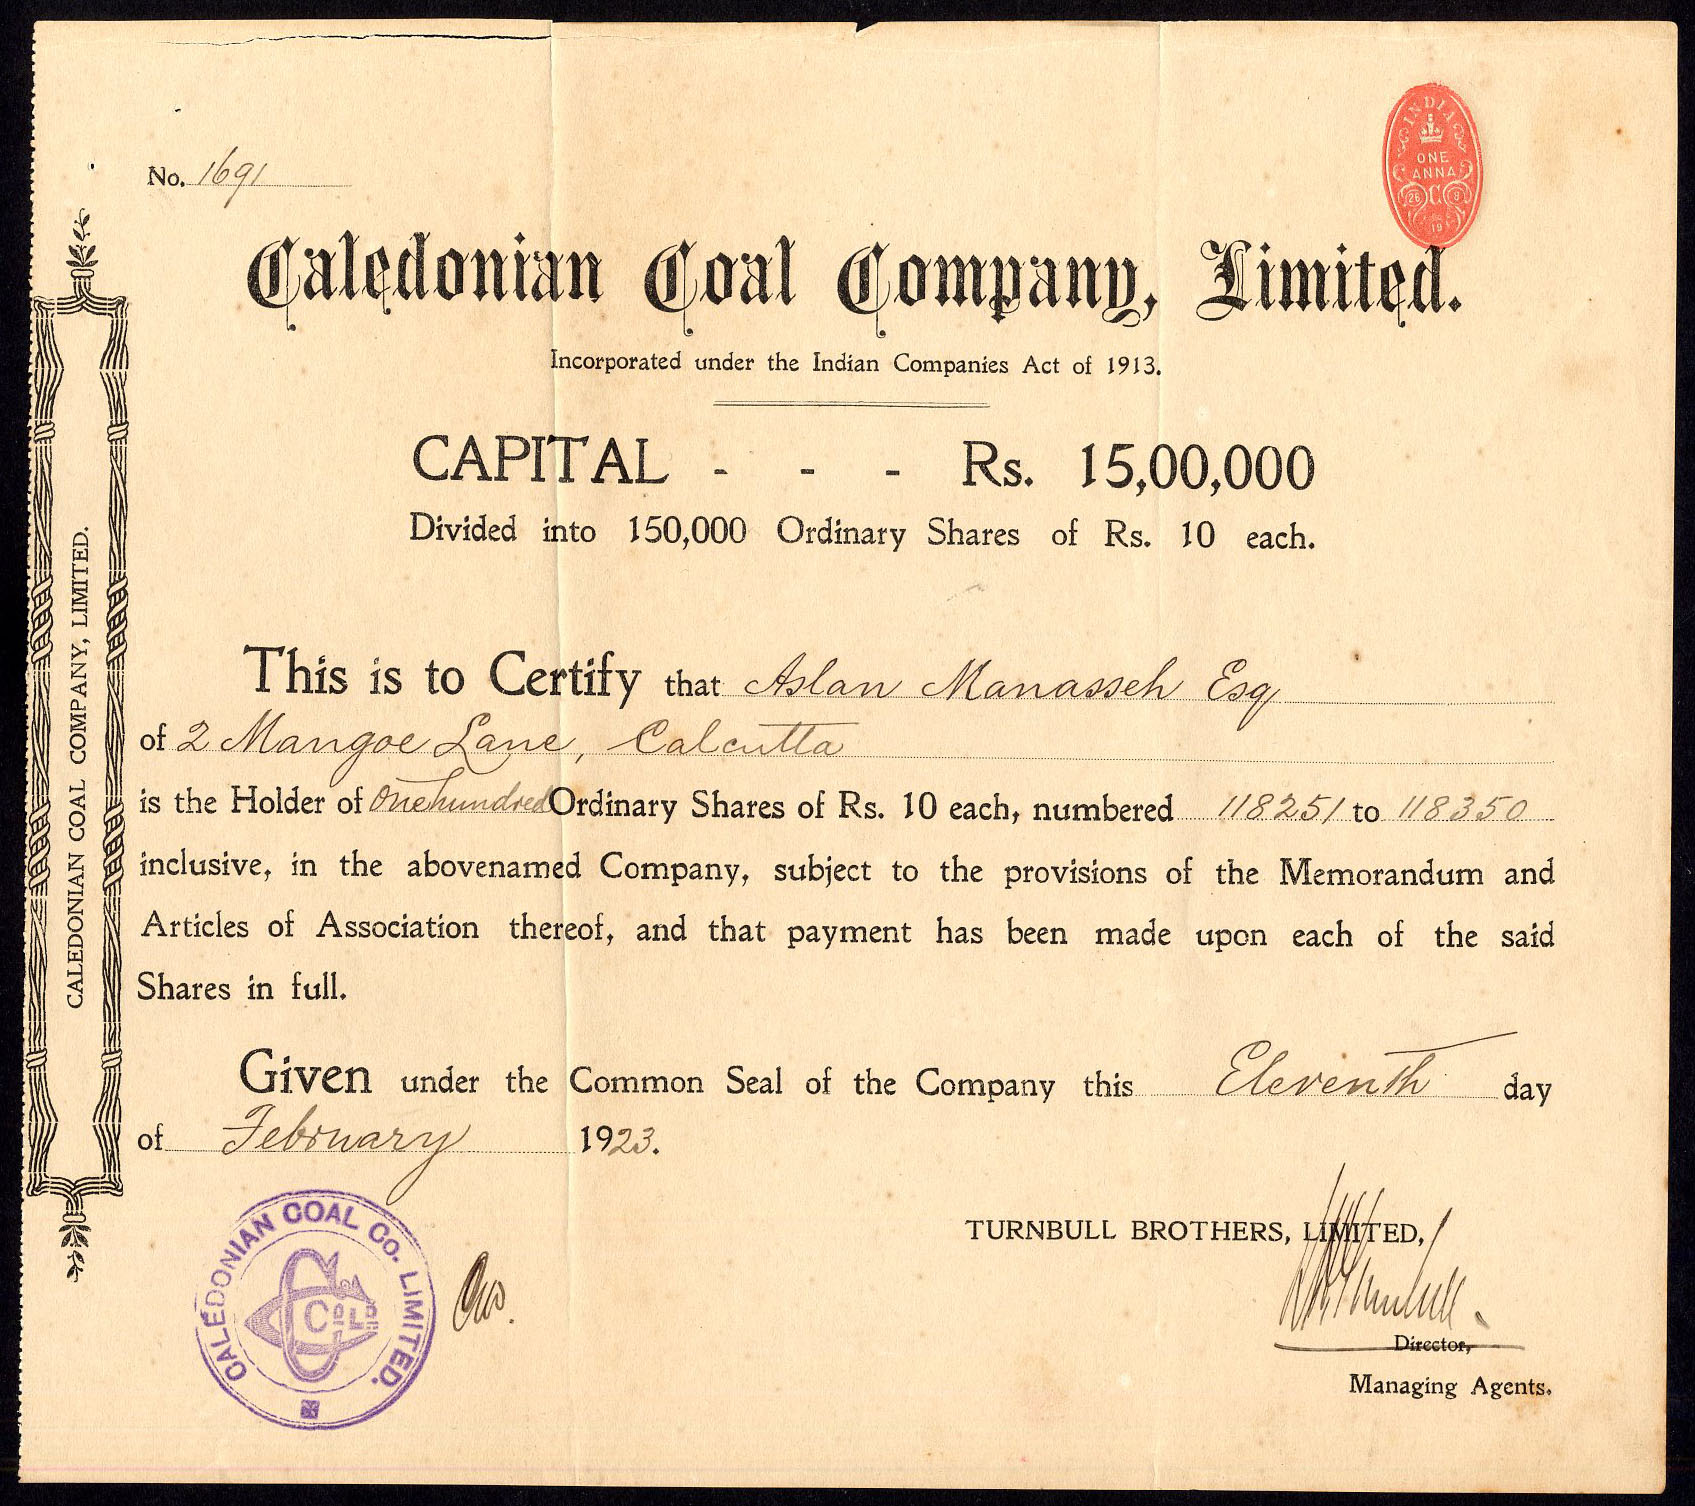 No. 1691
INDIA
ONE
ANNA
26 C 9
19
Caledonian Coal Company, Limited.
Incorporated under the Indian Companies Act of 1913.
CAPITAL - - - Rs. 15,00,000
Divided into 150,000 Ordinary Shares of Rs. 10 each.
This is to Certify that Aslan Manasseh Esq
of 2 Mangoe Lane, Calcutta
is the Holder of One hundred Ordinary Shares of Rs. 10 each, numbered 118251 to 118350
inclusive, in the abovenamed Company, subject to the provisions of the Memorandum and
Articles of Association thereof, and that payment has been made upon each of the said
Shares in full.
Given under the Common Seal of the Company this Eleventh day
of February 1923.
CALEDONIAN COAL COMPANY, LIMITED.
CALEDONIAN COAL CO. LIMITED.
TURNBULL BROTHERS, LIMITED,
Director,
Managing Agents.